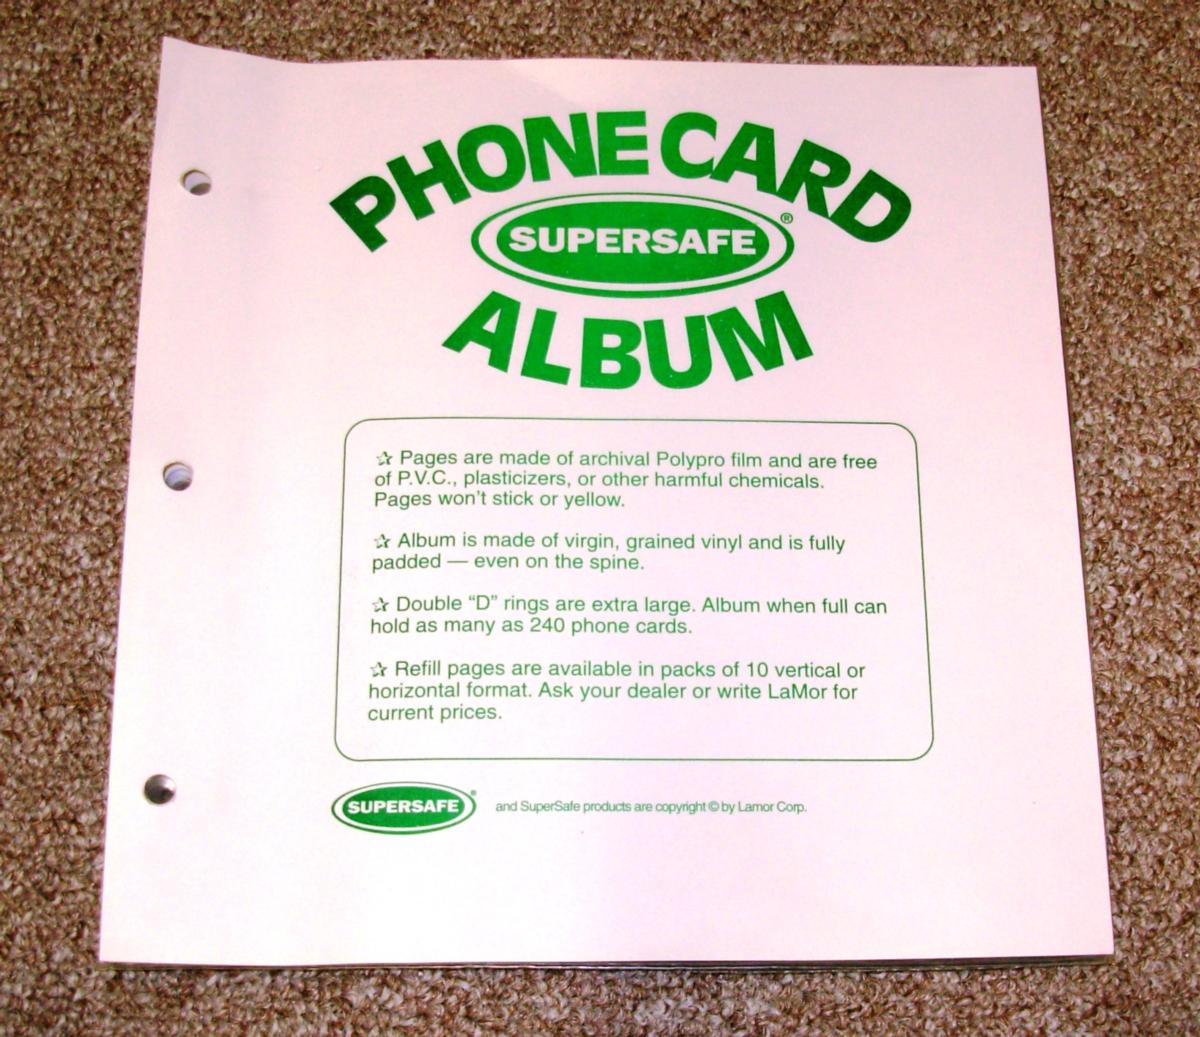 PHONE CARD
SUPERSAFE®
ALBUM
☆ Pages are made of archival Polypro film and are free
of P.V.C., plasticizers, or other harmful chemicals.
Pages won't stick or yellow.
☆ Album is made of virgin, grained vinyl and is fully
padded — even on the spine.
☆ Double “D” rings are extra large. Album when full can
hold as many as 240 phone cards.
☆ Refill pages are available in packs of 10 vertical or
horizontal format. Ask your dealer or write LaMor for
current prices.
SUPERSAFE® and SuperSafe products are copyright © by Lamor Corp.